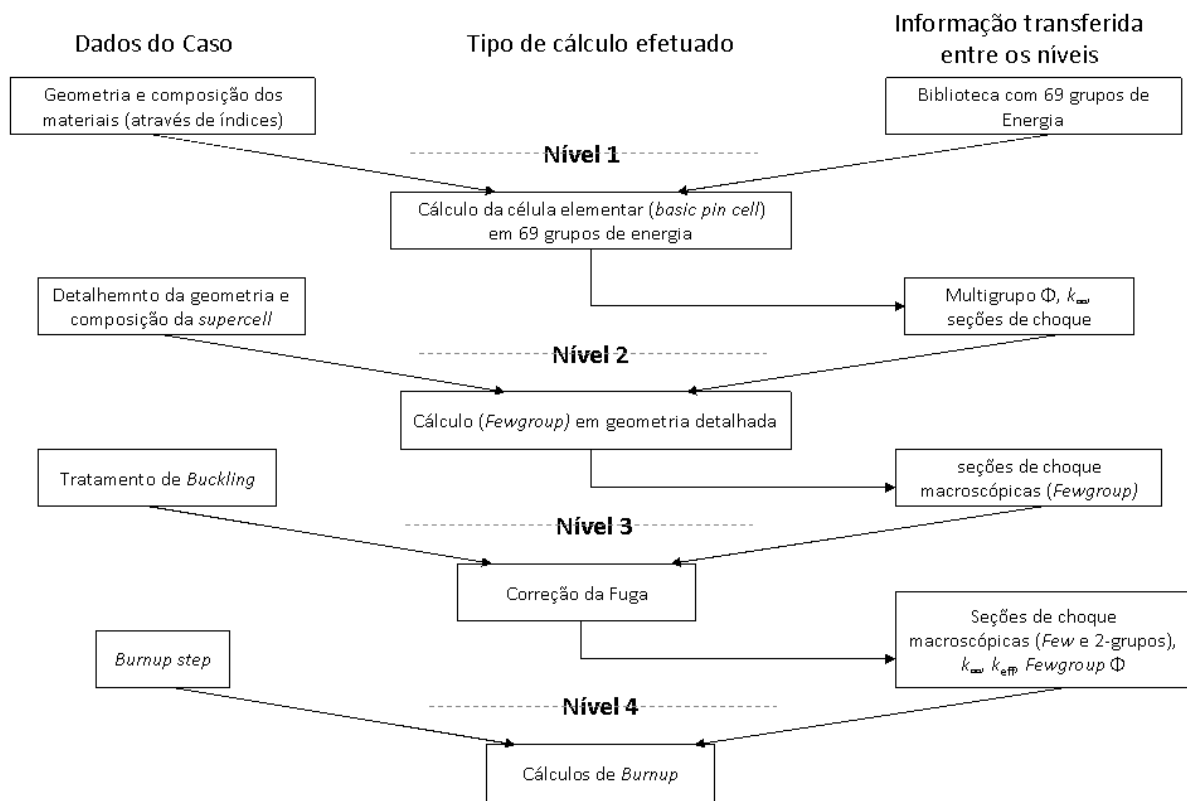 Dados do Caso
Tipo de cálculo efetuado
Informação transferida
entre os níveis
Geometria e composição dos
materiais (através de índices)
Biblioteca com 69 grupos de
Energia
Nível 1
Cálculo da célula elementar (basic pin cell)
em 69 grupos de energia
Detalhemnto da geometria e
composição da supercell
Multigrupo Φ, k∞,
seções de choque
Nível 2
Cálculo (Fewgroup) em geometria detalhada
Tratamento de Buckling
seções de choque
macroscópicas (Fewgroup)
Nível 3
Correção da Fuga
Burnup step
Seções de choque
macroscópicas (Few e 2-grupos),
k∞, keff, Fewgroup Φ
Nível 4
Cálculos de Burnup